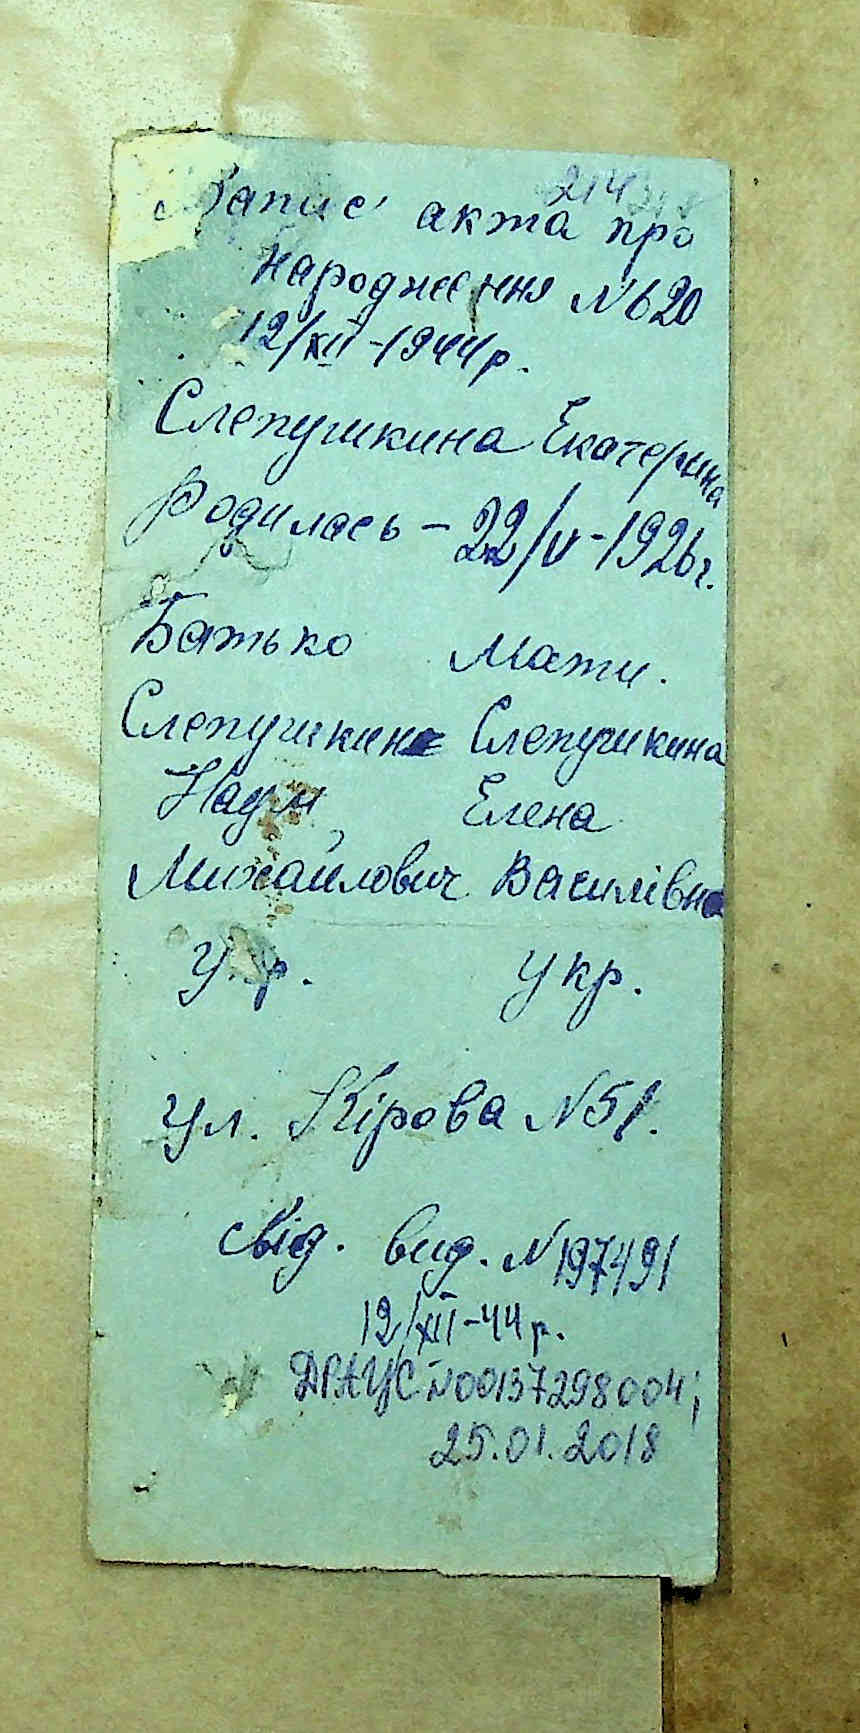 214
Запис акта про
народження №620
12/XII-1944р.
Слепушкина Екатерина
Родилась - 22/V-1926г.
Батько Мати.
Слепушкин Слепушкина
Наум Елена
Михайлович Василівна
Укр. Укр.
Ул. Кірова №51.
Свід. вид. №197491
12/XII-44р.
ДРАЦС №00137298004;
25.01.2018